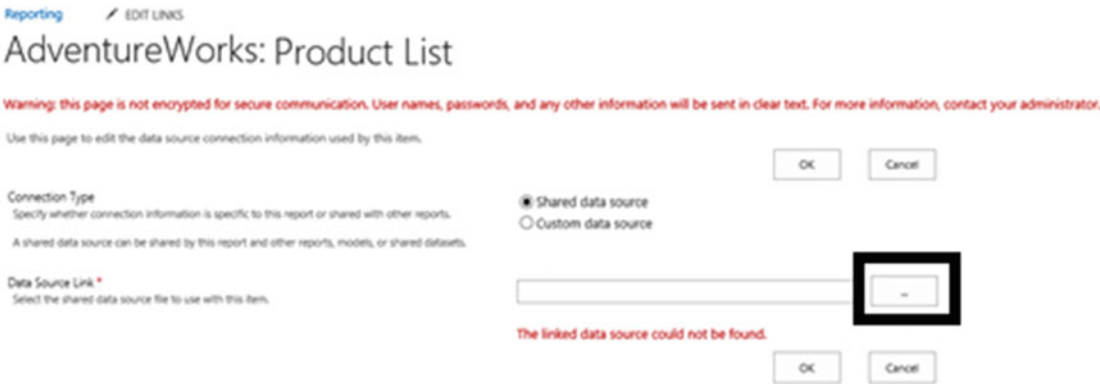 Reporting EDIT LINKS
AdventureWorks: Product List
Warning: this page is not encrypted for secure communication. User names, passwords, and any other information will be sent in clear text. For more information, contact your administrator.
Use this page to edit the data source connection information used by this item.
OK Cancel
Connection Type
Specify whether connection information is specific to this report or shared with other reports.
A shared data source can be shared by this report and other reports, models, or shared datasets.
Shared data source
Custom data source
Data Source Link *
Select the shared data source file to use with this item.
...
The linked data source could not be found.
OK Cancel